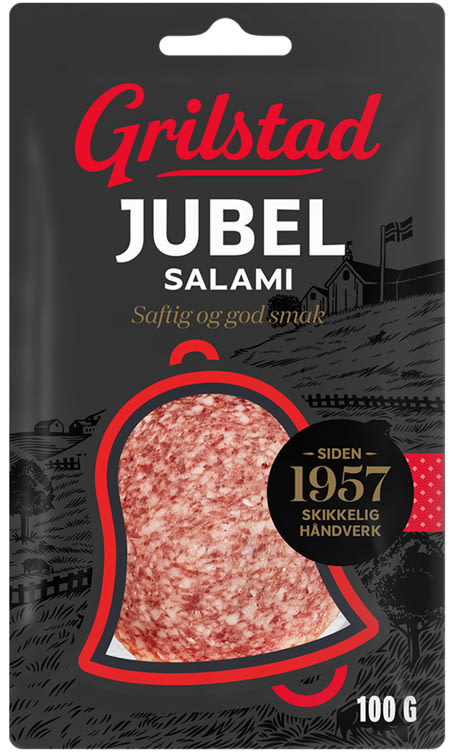 Grilstad
JUBEL
SALAMI
Saftig og god smak
SIDEN
1957
SKIKKELIG
HÅNDVERK
100 G